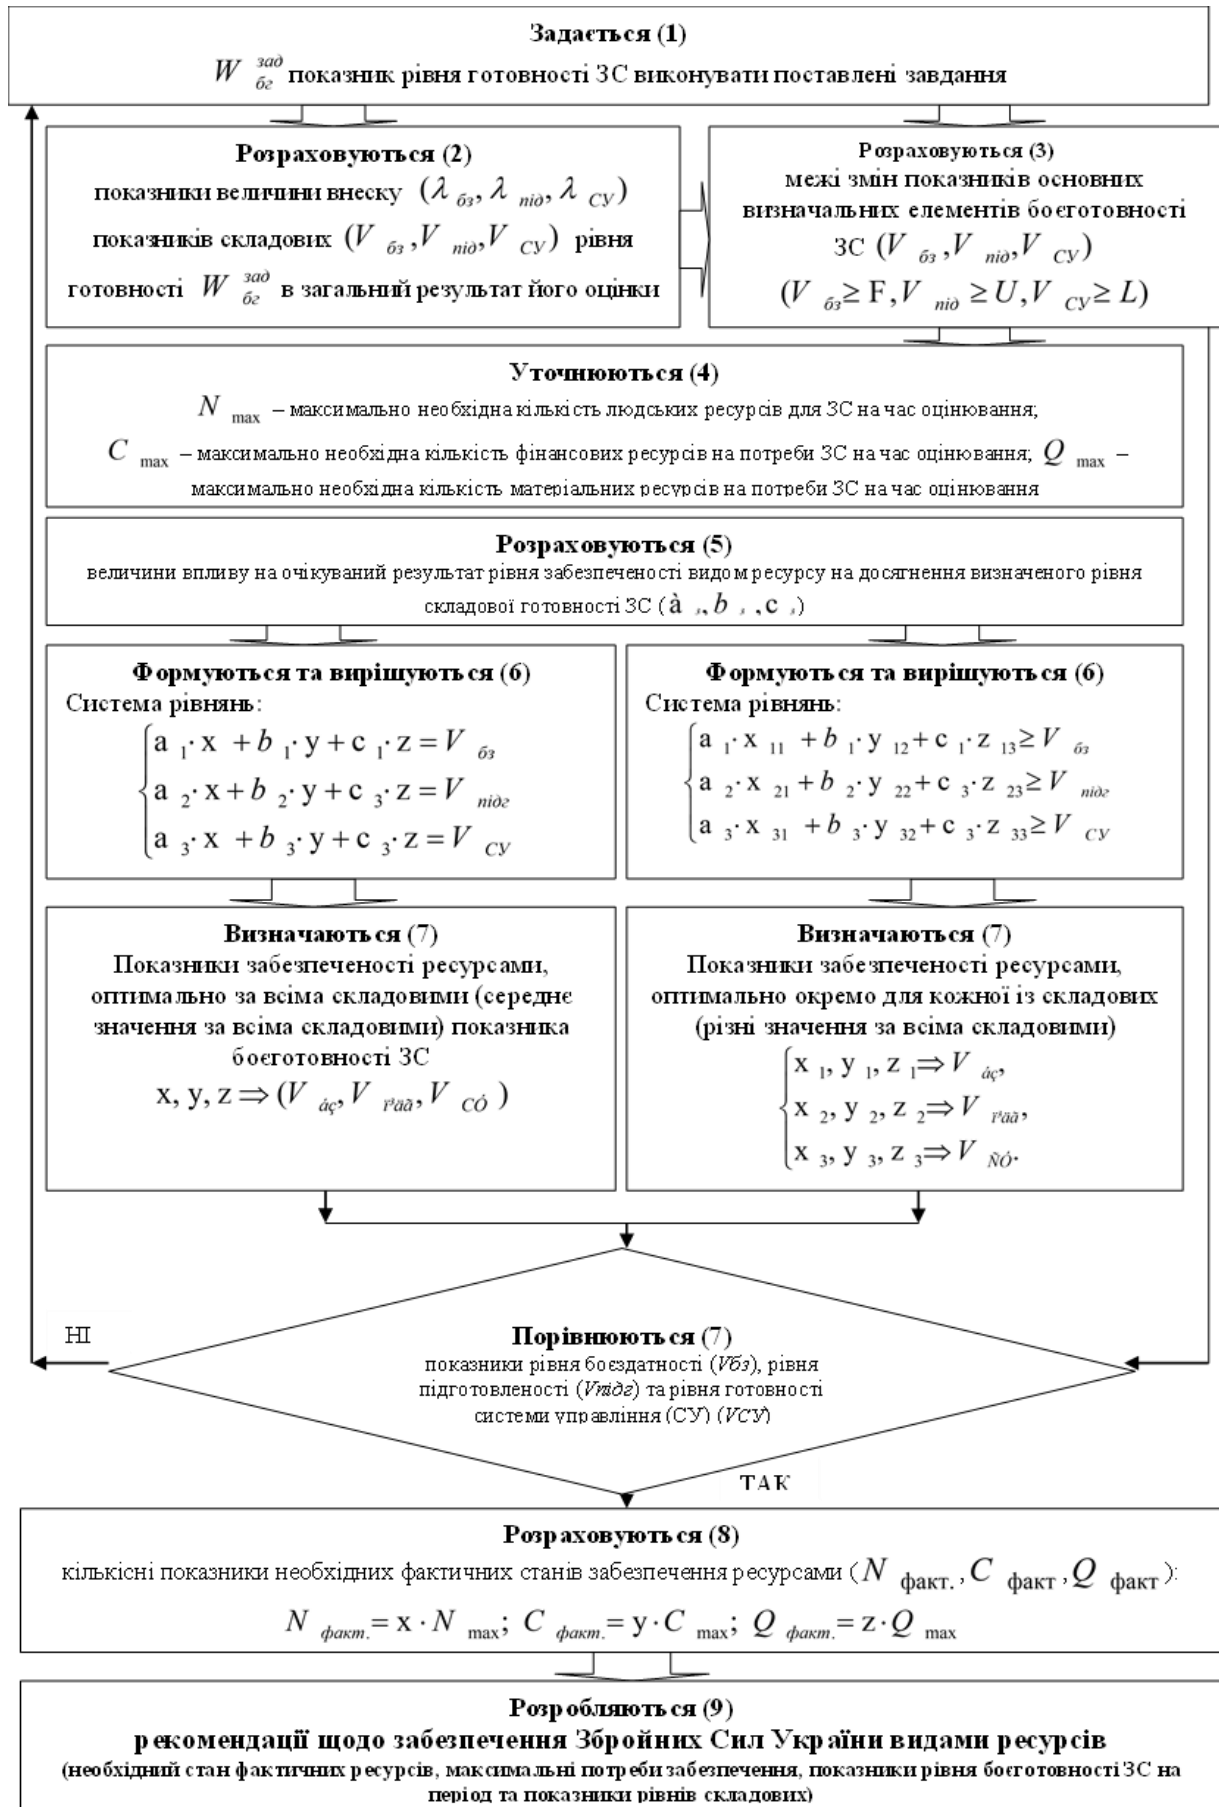 Задається (1)
W зад бг показник рівня готовності ЗС виконувати поставлені завдання
Розраховуються (2)
показники величини внеску (λ бз, λ під, λ СУ)
показників складових (V бз, V під, V СУ) рівня
готовності W зад бг в загальний результат його оцінки
Розраховуються (3)
межі змін показників основних
визначальних елементів боєготовності
ЗС (V бз, V під, V СУ)
(V бз ≥ F, V під ≥ U, V СУ ≥ L)
Уточнюються (4)
N max – максимально необхідна кількість людських ресурсів для ЗС на час оцінювання;
C max – максимально необхідна кількість фінансових ресурсів на потреби ЗС на час оцінювання; Q max –
максимально необхідна кількість матеріальних ресурсів на потреби ЗС на час оцінювання
Розраховуються (5)
величини впливу на очікуваний результат рівня забезпеченості видом ресурсу на досягнення визначеного рівня
складової готовності ЗС (à з, b з, c з)
Формуються та вирішуються (6)
Система рівнянь:
a 1· x + b 1· y + c 1· z = V бз
a 2· x + b 2· y + c 3· z = V підг
a 3· x + b 3· y + c 3· z = V СУ
Формуються та вирішуються (6)
Система рівнянь:
a 1· x 11 + b 1· y 12 + c 1· z 13 ≥ V бз
a 2· x 21 + b 2· y 22 + c 3· z 23 ≥ V підг
a 3· x 31 + b 3· y 32 + c 3· z 33 ≥ V СУ
Визначаються (7)
Показники забезпеченості ресурсами,
оптимально за всіма складовими (середнє
значення за всіма складовими) показника
боєготовності ЗС
x, y, z ⇒ (V áç, V ï³äã, V CÓ)
Визначаються (7)
Показники забезпеченості ресурсами,
оптимально окремо для кожної із складових
(різні значення за всіма складовими)
x 1, y 1, z 1 ⇒ V áç,
x 2, y 2, z 2 ⇒ V ï³äã,
x 3, y 3, z 3 ⇒ V ÑÓ.
НІ
Порівнюються (7)
показники рівня боєздатності (Vбз), рівня
підготовленості (Vпідг) та рівня готовності
системи управління (СУ) (VСУ)
ТАК
Розраховуються (8)
кількісні показники необхідних фактичних станів забезпечення ресурсами (N факт., C факт, Q факт):
N факт.= x · N max; C факт.= y · C max; Q факт.= z · Q max
Розробляються (9)
рекомендації щодо забезпечення Збройних Сил України видами ресурсів
(необхідний стан фактичних ресурсів, максимальні потреби забезпечення, показники рівня боєготовності ЗС на
період та показники рівнів складових)